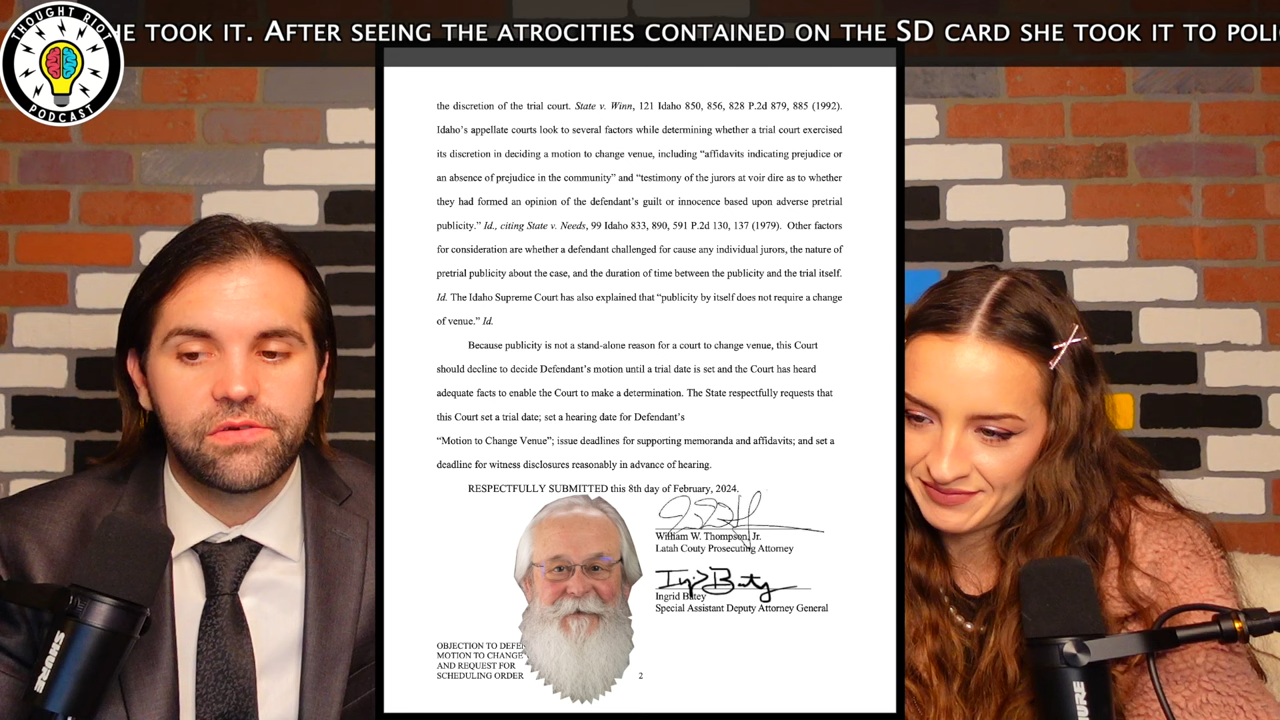 THOUGHT RIOT
PODCAST
HE TOOK IT. AFTER SEEING THE ATROCITIES CONTAINED ON THE SD CARD SHE TOOK IT TO POLI
the discretion of the trial court. State v. Winn, 121 Idaho 850, 856, 828 P.2d 879, 885 (1992).
Idaho’s appellate courts look to several factors while determining whether a trial court exercised
its discretion in deciding a motion to change venue, including “affidavits indicating prejudice or
an absence of prejudice in the community” and “testimony of the jurors at voir dire as to whether
they had formed an opinion of the defendant’s guilt or innocence based upon adverse pretrial
publicity.” Id., citing State v. Needs, 99 Idaho 833, 890, 591 P.2d 130, 137 (1979). Other factors
for consideration are whether a defendant challenged for cause any individual jurors, the nature of
pretrial publicity about the case, and the duration of time between the publicity and the trial itself.
Id. The Idaho Supreme Court has also explained that “publicity by itself does not require a change
of venue.” Id.
Because publicity is not a stand-alone reason for a court to change venue, this Court
should decline to decide Defendant’s motion until a trial date is set and the Court has heard
adequate facts to enable the Court to make a determination. The State respectfully requests that
this Court set a trial date; set a hearing date for Defendant’s
“Motion to Change Venue”; issue deadlines for supporting memoranda and affidavits; and set a
deadline for witness disclosures reasonably in advance of hearing.
RESPECTFULLY SUBMITTED this 8th day of February, 2024.
William W. Thompson, Jr.
Latah Couty Prosecuting Attorney
Ingrid Batey
Special Assistant Deputy Attorney General
OBJECTION TO DEFE
MOTION TO CHANGE
AND REQUEST FOR
SCHEDULING ORDER
2
SHURE
SHURE